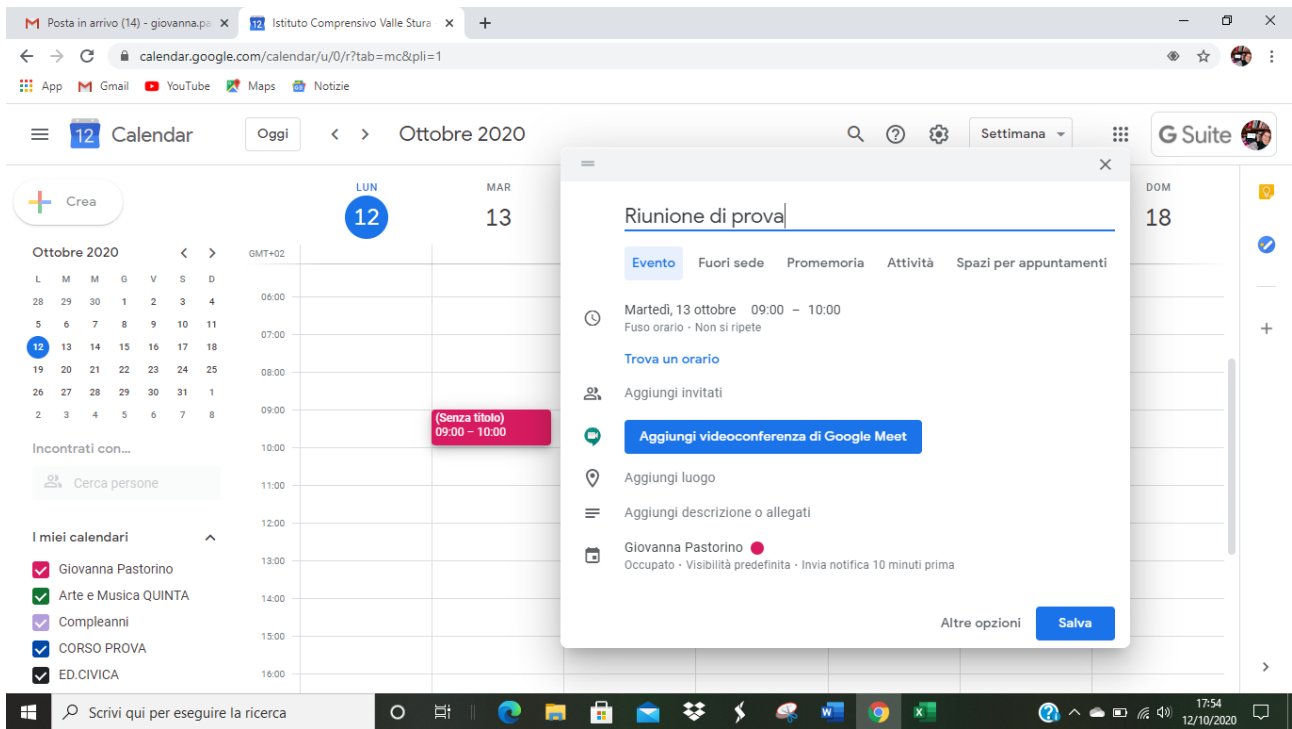 Posta in arrivo (14) - giovanna.pa
Istituto Comprensivo Valle Stura -
calendar.google.com/calendar/u/0/r?tab=mc&pli=1
App Gmail YouTube Maps Notizie
12 Calendar Oggi Ottobre 2020 Settimana G Suite
Crea
LUN MAR DOM
12 13 18
Riunione di prova
Ottobre 2020
GMT+02
L M M G V S D
28 29 30 1 2 3 4
5 6 7 8 9 10 11
12 13 14 15 16 17 18
19 20 21 22 23 24 25
26 27 28 29 30 31 1
2 3 4 5 6 7 8
Incontrati con...
Cerca persone
I miei calendari
Giovanna Pastorino
Arte e Musica QUINTA
Compleanni
CORSO PROVA
ED.CIVICA
06:00
07:00
08:00
09:00
10:00
11:00
12:00
13:00
14:00
15:00
16:00
(Senza titolo)
09:00 – 10:00
Evento Fuori sede Promemoria Attività Spazi per appuntamenti
Martedì, 13 ottobre 09:00 – 10:00
Fuso orario · Non si ripete
Trova un orario
Aggiungi invitati
Aggiungi videoconferenza di Google Meet
Aggiungi luogo
Aggiungi descrizione o allegati
Giovanna Pastorino
Occupato · Visibilità predefinita · Invia notifica 10 minuti prima
Altre opzioni Salva
Scrivi qui per eseguire la ricerca
17:54
12/10/2020